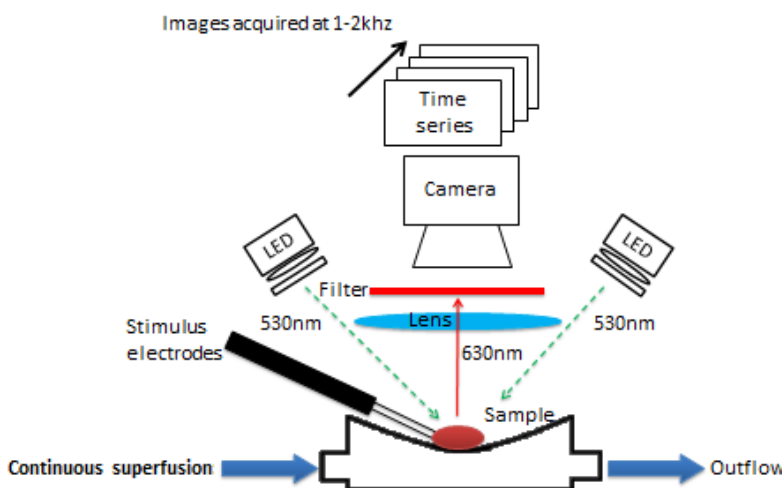 Images acquired at 1-2khz
Time
series
Camera
LED
LED
Filter
530nm
Lens
530nm
Stimulus
electrodes
630nm
Sample
Continuous superfusion
Outflow